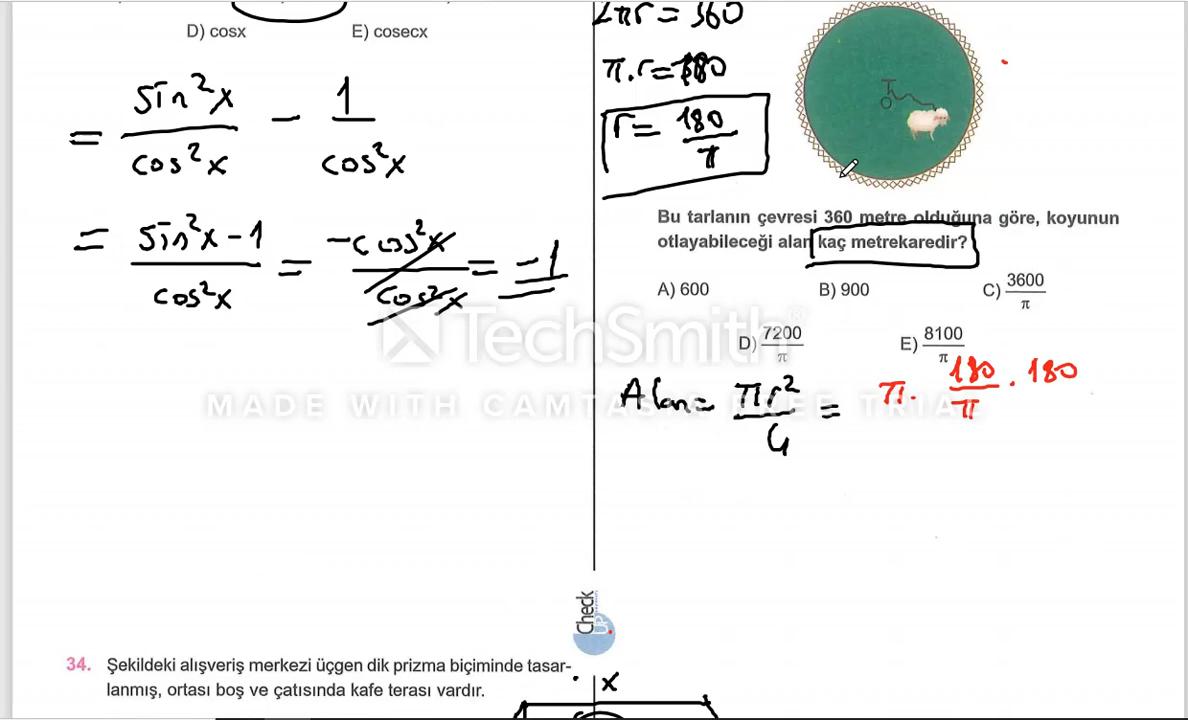 D) cosx E) cosecx
= sin²x / cos²x - 1 / cos²x
= sin²x-1 / cos²x = -cos²x / cos²x = -1
2πr = 360
π.r = 180
r = 180 / π
O
Bu tarlanın çevresi 360 metre olduğuna göre, koyunun
otlayabileceği alan kaç metrekaredir?
A) 600 B) 900 C) 3600 / π
D) 7200 / π E) 8100 / π
Alan = πr² / 4 = π. 180 / π . 180
TechSmith®
MADE WITH CAMTASIA FREE TRIAL
Check
UP
34. Şekildeki alışveriş merkezi üçgen dik prizma biçiminde tasar-
lanmış, ortası boş ve çatısında kafe terası vardır.
x